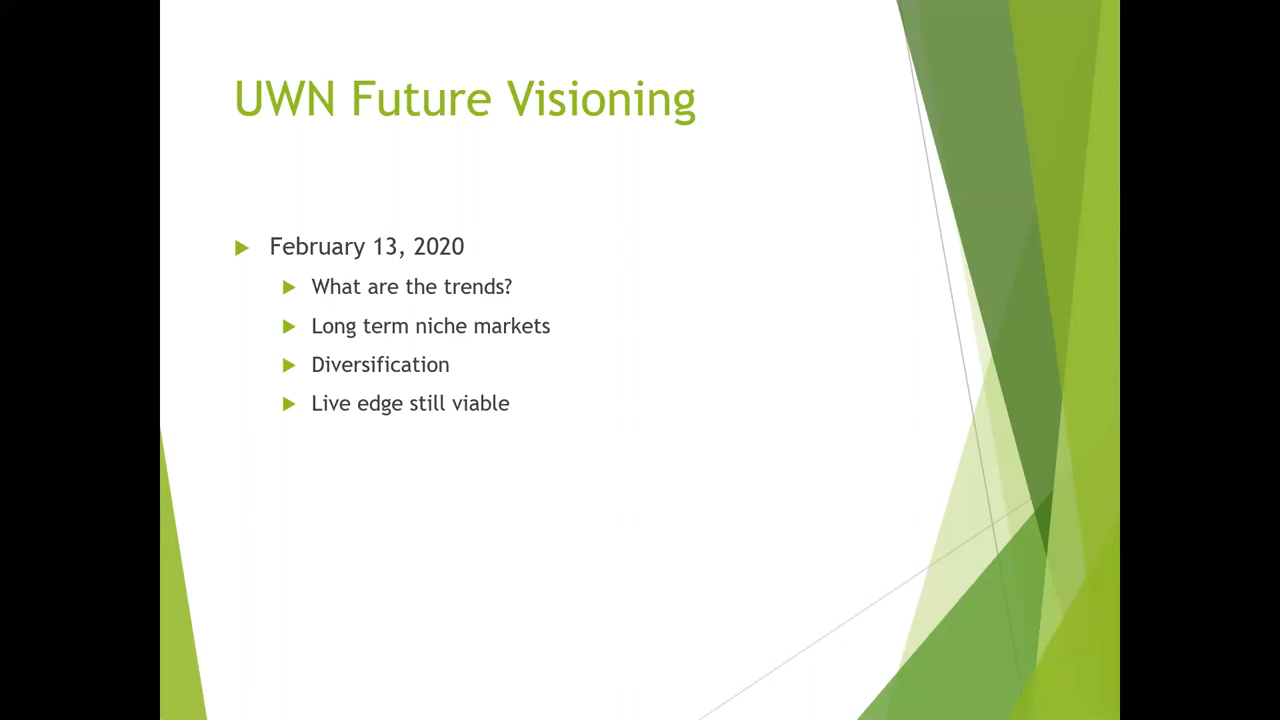 UWN Future Visioning
February 13, 2020
What are the trends?
Long term niche markets
Diversification
Live edge still viable